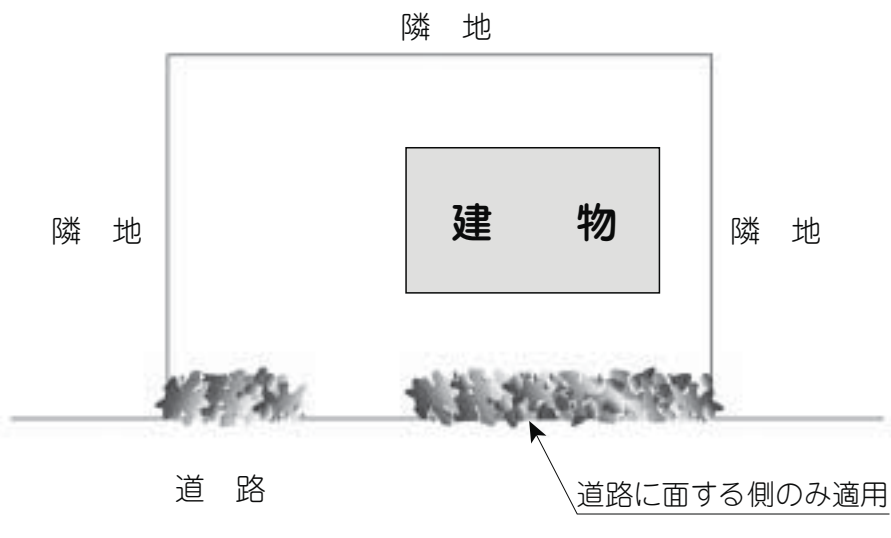 隣 地
建 物
隣 地
隣 地
道 路
道路に面する側のみ適用